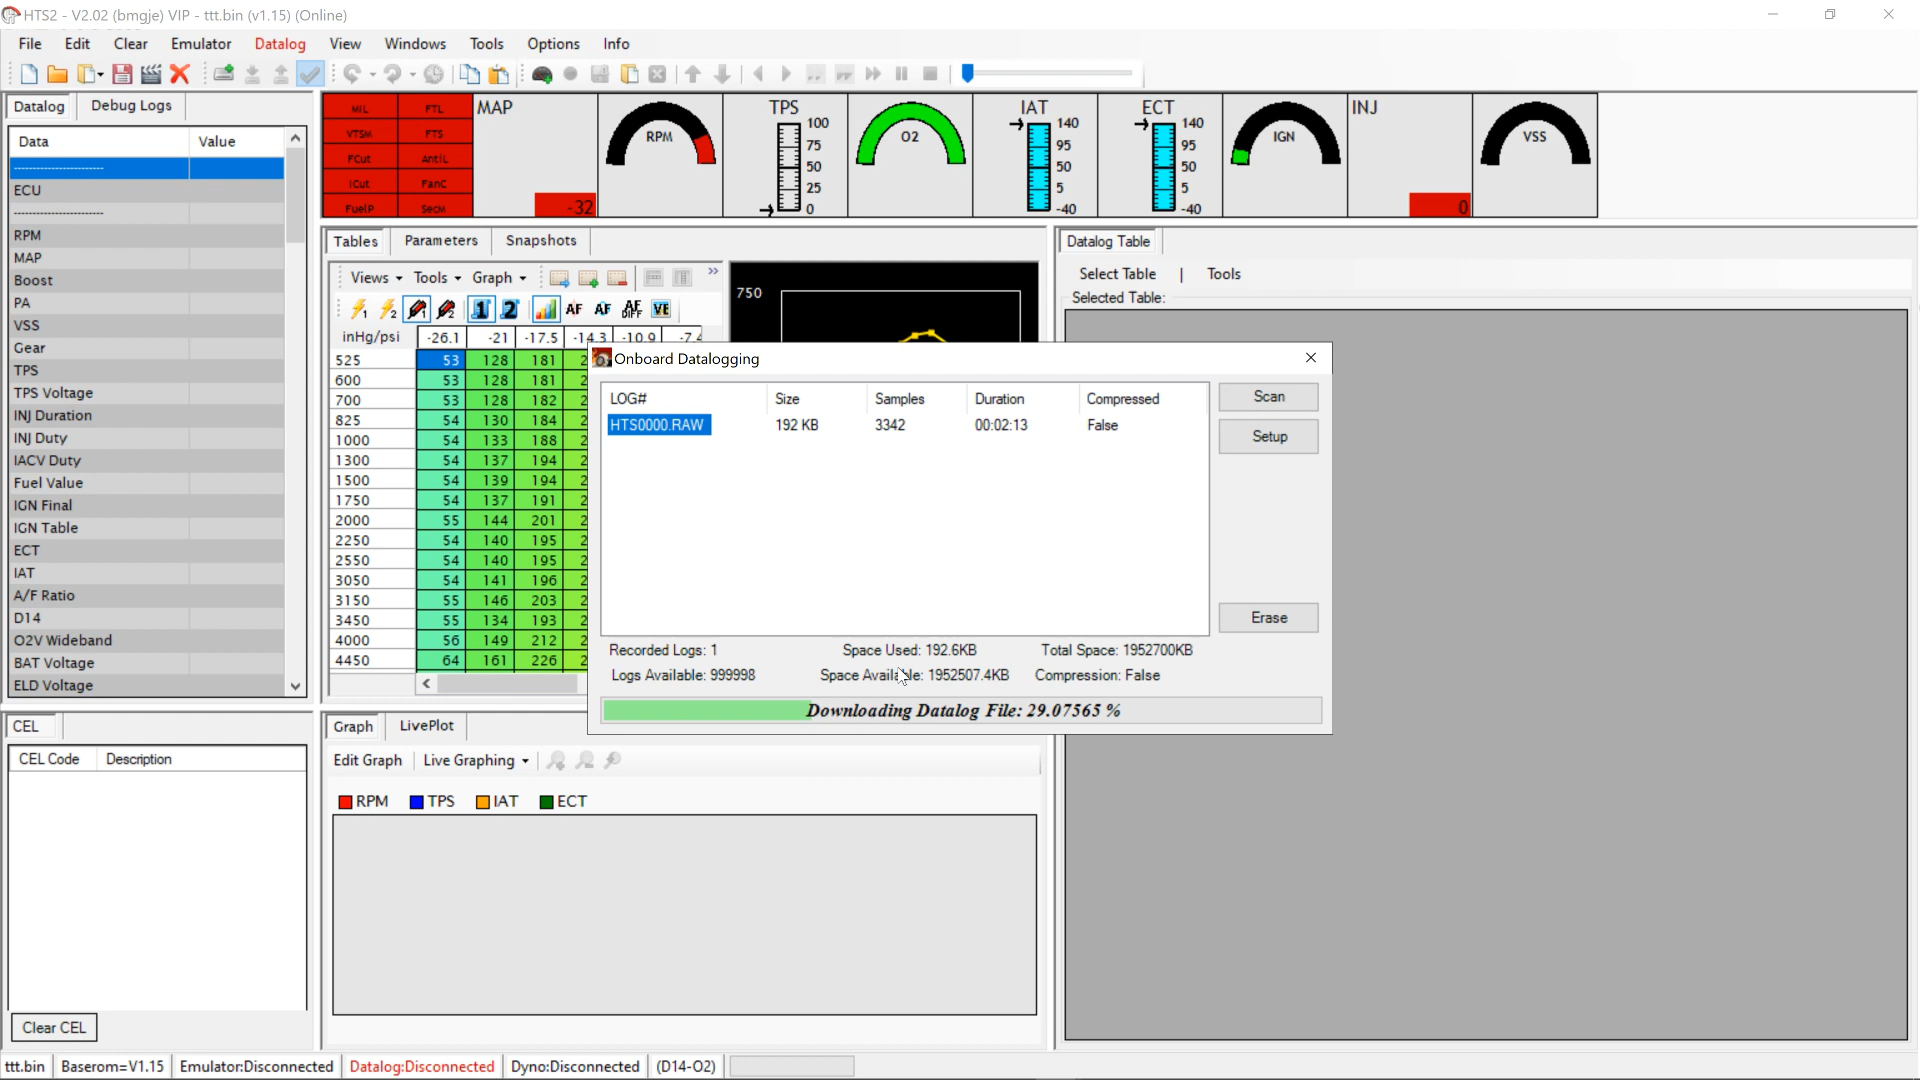 HTS2 - V2.02 (bmgje) VIP - ttt.bin (v1.15) (Online)
File Edit Clear Emulator Datalog View Windows Tools Options Info
Datalog Debug Logs
Data Value
------------------------
ECU
------------------------
RPM
MAP
Boost
PA
VSS
Gear
TPS
TPS Voltage
INJ Duration
INJ Duty
IACV Duty
Fuel Value
IGN Final
IGN Table
ECT
IAT
A/F Ratio
D14
O2V Wideband
BAT Voltage
ELD Voltage
MIL FTL
VTSM FTS
FCut AntiL
ICut FanC
FuelP SecM
MAP
-32
RPM
TPS
100
75
50
25
0
O2
IAT
140
95
50
5
-40
ECT
140
95
50
5
-40
IGN
INJ
0
VSS
Tables Parameters Snapshots
Views Tools Graph »
1 2 1 2 1 2 AF AF AF DIFF VE
inHg/psi -26.1 -21 -17.5 -14.3 -10.9
525 53 128 181
600 53 128 181
700 53 128 182
825 54 130 184
1000 54 133 188
1300 54 137 194
1500 54 139 194
1750 54 137 191
2000 55 144 201
2250 54 140 195
2550 54 140 195
3050 54 141 196
3150 55 146 203
3450 55 134 193
4000 56 149 212
4450 64 161 226
750
Datalog Table
Select Table | Tools
Selected Table:
Onboard Datalogging
LOG# Size Samples Duration Compressed
HTS0000.RAW 192 KB 3342 00:02:13 False
Scan
Setup
Erase
Recorded Logs: 1 Space Used: 192.6KB Total Space: 1952700KB
Logs Available: 999998 Space Available: 1952507.4KB Compression: False
Downloading Datalog File: 29.07565 %
CEL
CEL Code Description
Clear CEL
Graph LivePlot
Edit Graph Live Graphing
RPM TPS IAT ECT
ttt.bin Baserom=V1.15 Emulator:Disconnected Datalog:Disconnected Dyno:Disconnected (D14-O2)